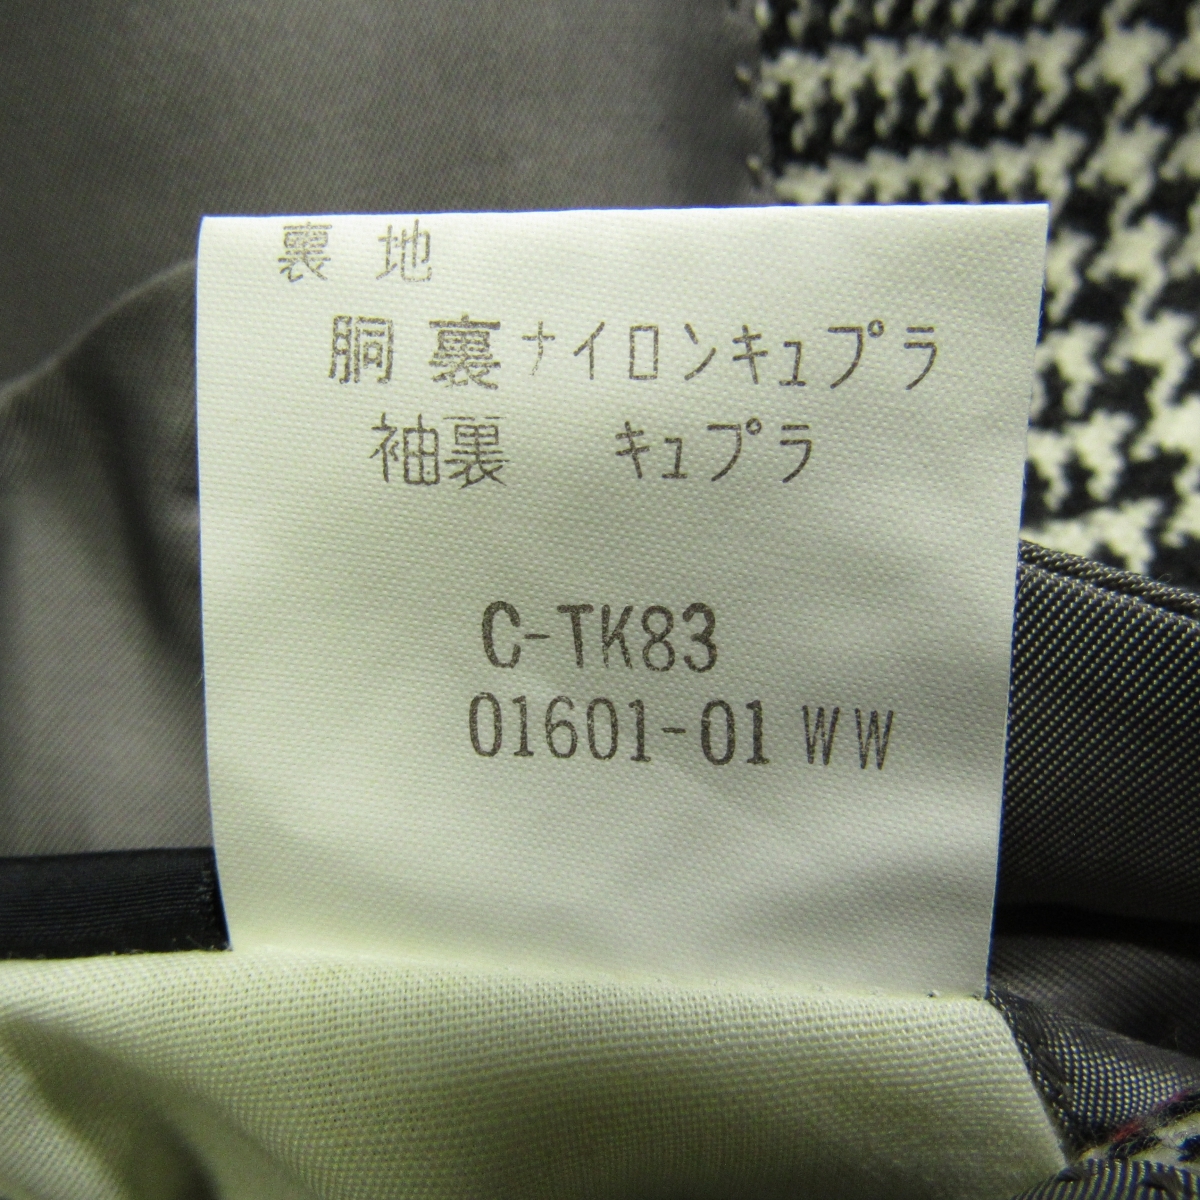 裏 地
胴 裏 ナイロンキュプラ
袖裏 キュプラ
C-TK83
01601-01 WW